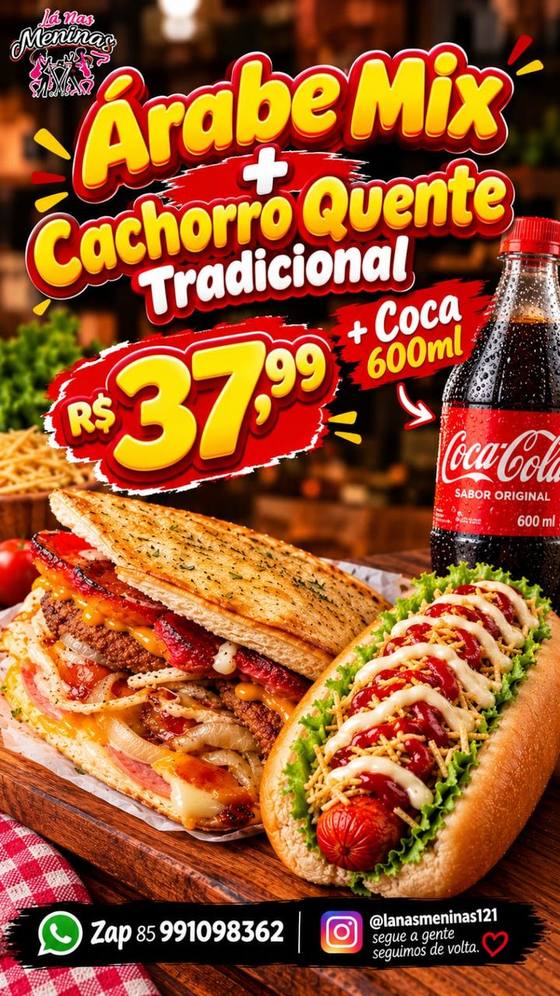 Lá Nas
Meninas
Árabe Mix
+
Cachorro Quente
Tradicional
+ Coca
600ml
R$ 37,99
Coca-Cola
SABOR ORIGINAL
600 ml
Zap 85 991098362
@lanasmeninas121
segue a gente
seguimos de volta.